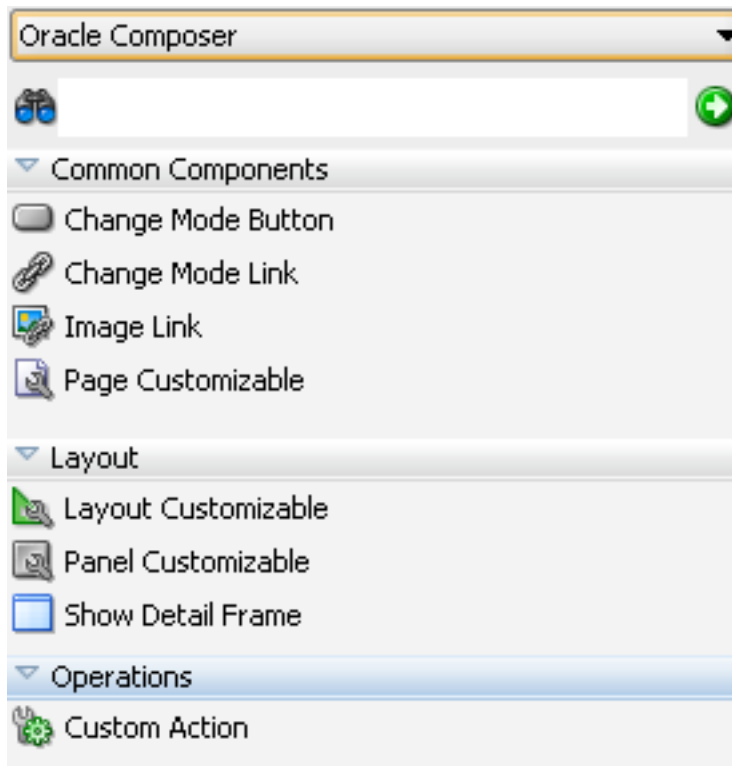 Oracle Composer
Common Components
Change Mode Button
Change Mode Link
Image Link
Page Customizable
Layout
Layout Customizable
Panel Customizable
Show Detail Frame
Operations
Custom Action